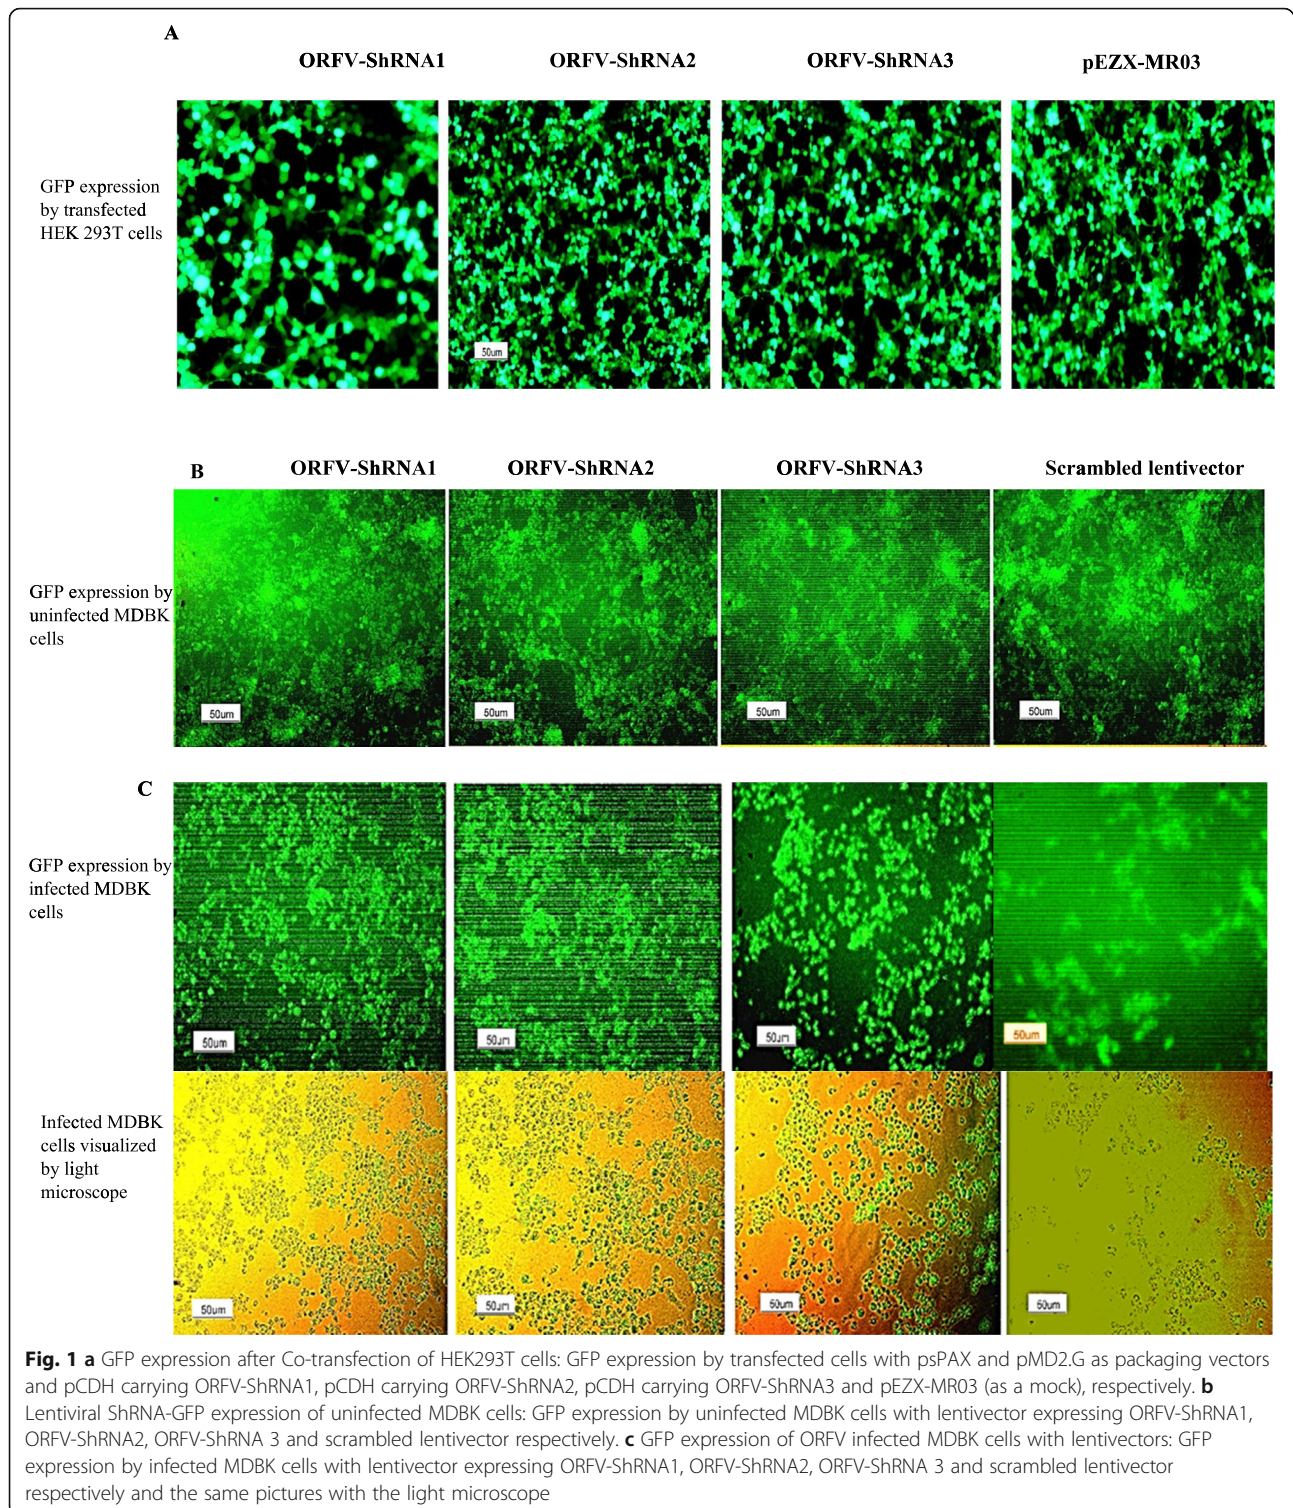 A
ORFV-ShRNA1 ORFV-ShRNA2 ORFV-ShRNA3 pEZX-MR03
GFP expression
by transfected
HEK 293T cells
50um
B ORFV-ShRNA1 ORFV-ShRNA2 ORFV-ShRNA3 Scrambled lentivector
GFP expression by
uninfected MDBK
cells
50um 50um 50um 50um
C
GFP expression by
infected MDBK
cells
50um 50um 50um 50um
Infected MDBK
cells visualized
by light
microscope
50um 50um 50um 50um
Fig. 1 a GFP expression after Co-transfection of HEK293T cells: GFP expression by transfected cells with psPAX and pMD2.G as packaging vectors
and pCDH carrying ORFV-ShRNA1, pCDH carrying ORFV-ShRNA2, pCDH carrying ORFV-ShRNA3 and pEZX-MR03 (as a mock), respectively. b
Lentiviral ShRNA-GFP expression of uninfected MDBK cells: GFP expression by uninfected MDBK cells with lentivector expressing ORFV-ShRNA1,
ORFV-ShRNA2, ORFV-ShRNA 3 and scrambled lentivector respectively. c GFP expression of ORFV infected MDBK cells with lentivectors: GFP
expression by infected MDBK cells with lentivector expressing ORFV-ShRNA1, ORFV-ShRNA2, ORFV-ShRNA 3 and scrambled lentivector
respectively and the same pictures with the light microscope